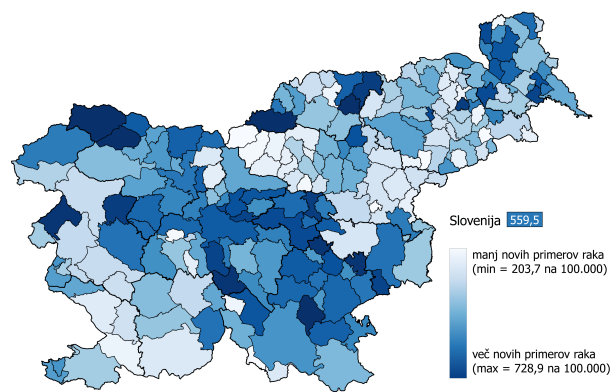 Slovenija 559,5
manj novih primerov raka
(min = 203,7 na 100.000)
več novih primerov raka
(max = 728,9 na 100.000)